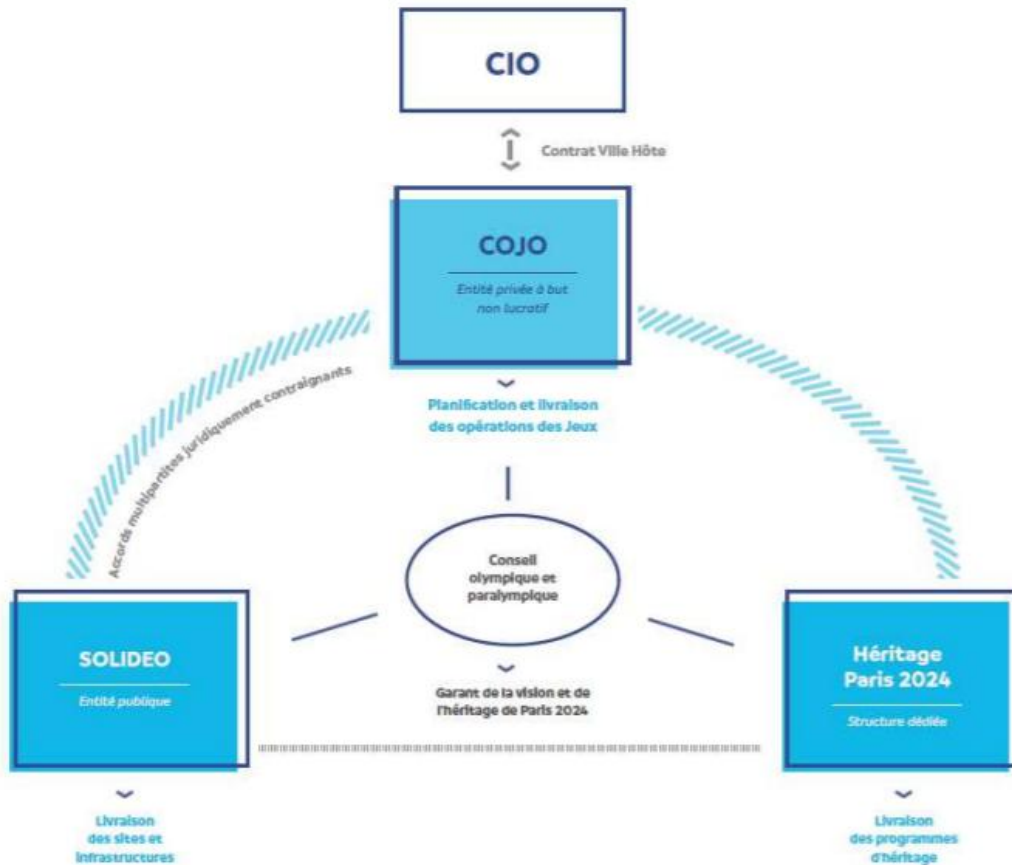 CIO
Contrat Ville Hôte
COJO
Entité privée à but
non lucratif
Planification et livraison
des opérations des Jeux
Accords multipartites juridiquement contraignants
Conseil
olympique et
paralympique
Garant de la vision et de
l'héritage de Paris 2024
SOLIDEO
Entité publique
Livraison
des sites et
infrastructures
Héritage
Paris 2024
Structure dédiée
Livraison
des programmes
d'héritage